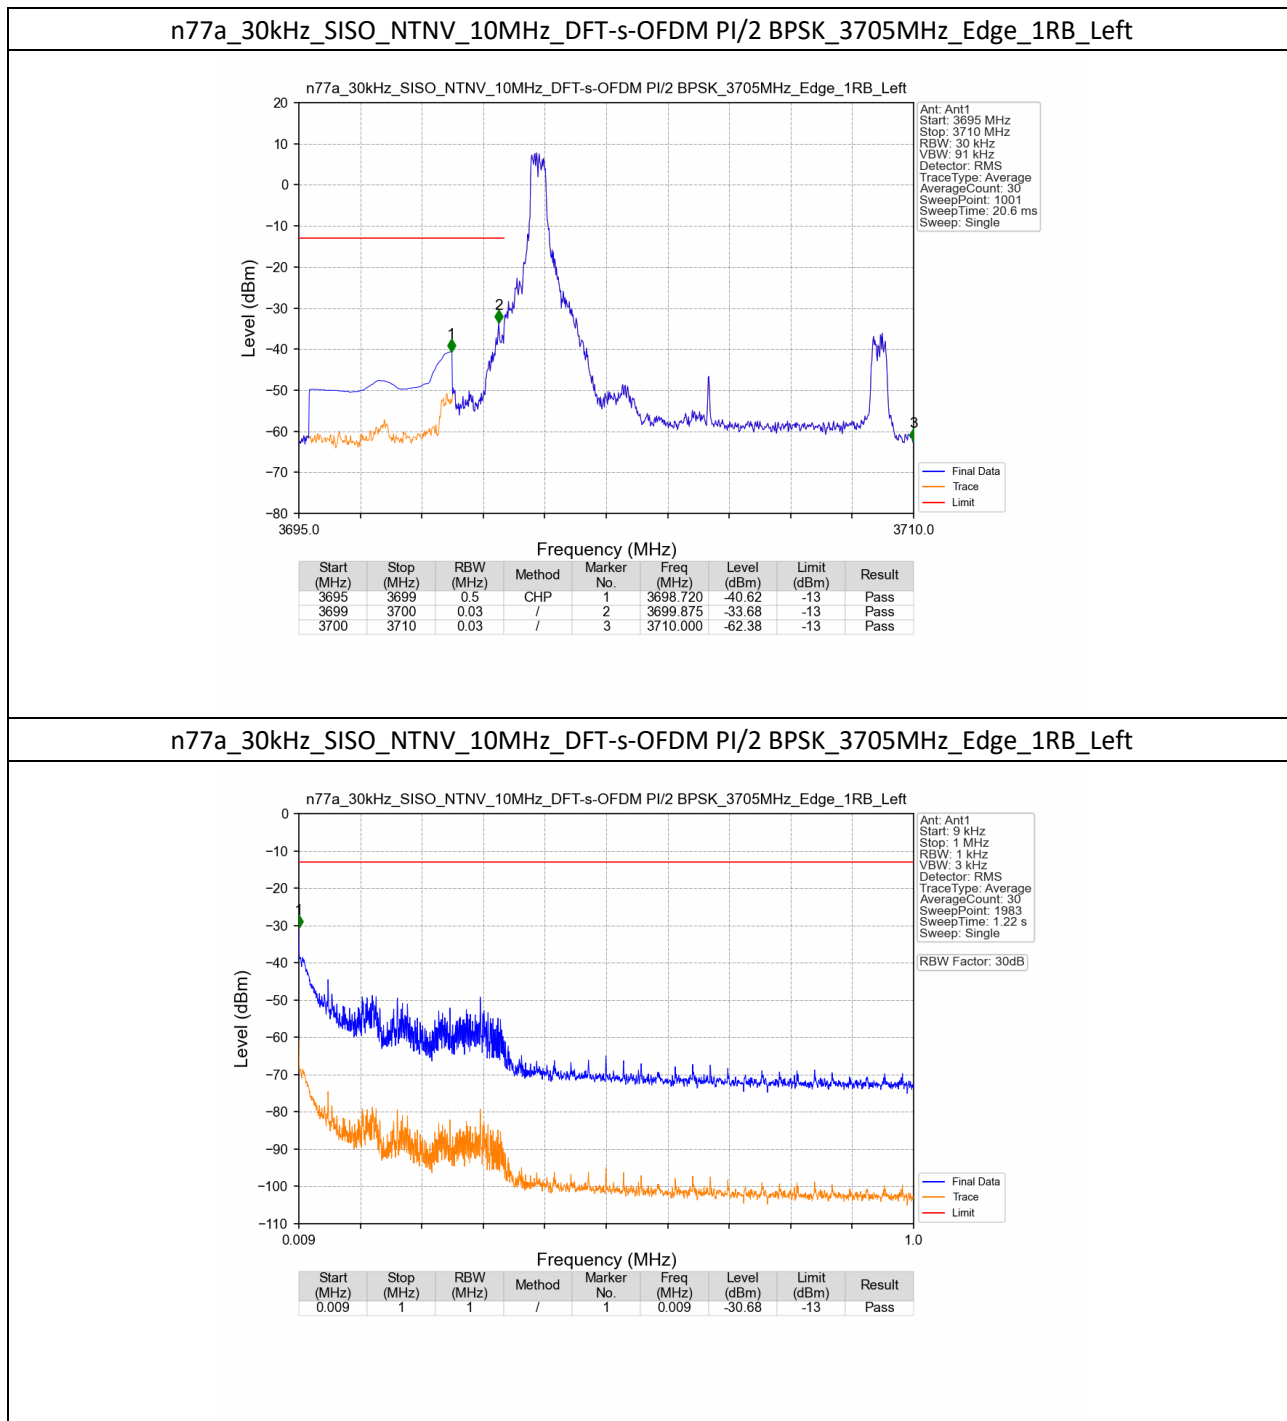 n77a_30kHz_SISO_NTNV_10MHz_DFT-s-OFDM PI/2 BPSK_3705MHz_Edge_1RB_Left
n77a_30kHz_SISO_NTNV_10MHz_DFT-s-OFDM PI/2 BPSK_3705MHz_Edge_1RB_Left
Ant: Ant1
Start: 3695 MHz
Stop: 3710 MHz
RBW: 30 kHz
VBW: 91 kHz
Detector: RMS
TraceType: Average
AverageCount: 30
SweepPoint: 1001
SweepTime: 20.6 ms
Sweep: Single
20
10
0
−10
−20
−30
−40
−50
−60
−70
−80
Level (dBm)
1
2
3
Final Data
Trace
Limit
3695.0 3710.0
Frequency (MHz)
Start (MHz) Stop (MHz) RBW (MHz) Method Marker No. Freq (MHz) Level (dBm) Limit (dBm) Result
3695 3699 0.5 CHP 1 3698.720 -40.62 -13 Pass
3699 3700 0.03 / 2 3699.875 -33.68 -13 Pass
3700 3710 0.03 / 3 3710.000 -62.38 -13 Pass
n77a_30kHz_SISO_NTNV_10MHz_DFT-s-OFDM PI/2 BPSK_3705MHz_Edge_1RB_Left
n77a_30kHz_SISO_NTNV_10MHz_DFT-s-OFDM PI/2 BPSK_3705MHz_Edge_1RB_Left
Ant: Ant1
Start: 9 kHz
Stop: 1 MHz
RBW: 1 kHz
VBW: 3 kHz
Detector: RMS
TraceType: Average
AverageCount: 30
SweepPoint: 1983
SweepTime: 1.22 s
Sweep: Single
RBW Factor: 30dB
0
−10
−20
−30
−40
−50
−60
−70
−80
−90
−100
−110
Level (dBm)
1
Final Data
Trace
Limit
0.009 1.0
Frequency (MHz)
Start (MHz) Stop (MHz) RBW (MHz) Method Marker No. Freq (MHz) Level (dBm) Limit (dBm) Result
0.009 1 1 / 1 0.009 -30.68 -13 Pass